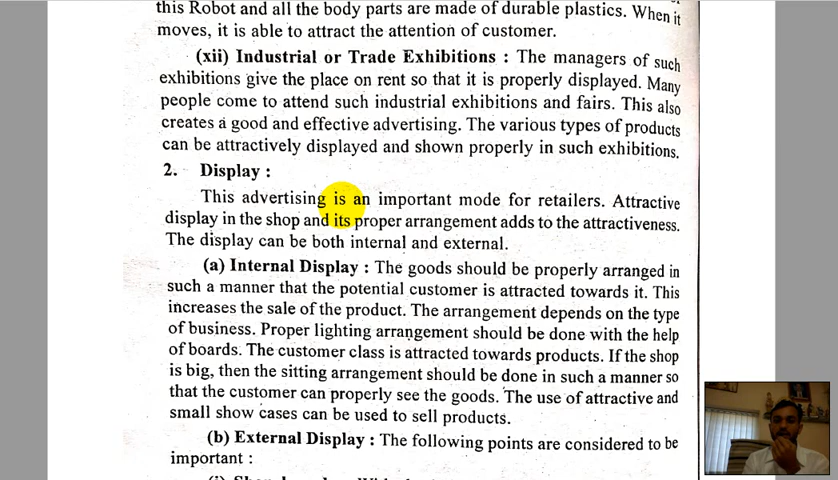 this Robot and all the body parts are made of durable plastics. When it
moves, it is able to attract the attention of customer.
(xii) Industrial or Trade Exhibitions : The managers of such
exhibitions give the place on rent so that it is properly displayed. Many
people come to attend such industrial exhibitions and fairs. This also
creates a good and effective advertising. The various types of products
can be attractively displayed and shown properly in such exhibitions.
2. Display :
This advertising is an important mode for retailers. Attractive
display in the shop and its proper arrangement adds to the attractiveness.
The display can be both internal and external.
(a) Internal Display : The goods should be properly arranged in
such a manner that the potential customer is attracted towards it. This
increases the sale of the product. The arrangement depends on the type
of business. Proper lighting arrangement should be done with the help
of boards. The customer class is attracted towards products. If the shop
is big, then the sitting arrangement should be done in such a manner so
that the customer can properly see the goods. The use of attractive and
small show cases can be used to sell products.
(b) External Display : The following points are considered to be
important :